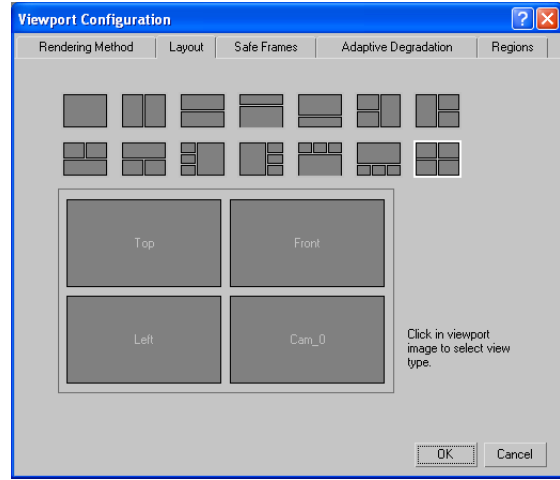 Viewport Configuration
Rendering Method Layout Safe Frames Adaptive Degradation Regions
Top Front
Left Cam_0
Click in viewport
image to select view
type.
OK Cancel